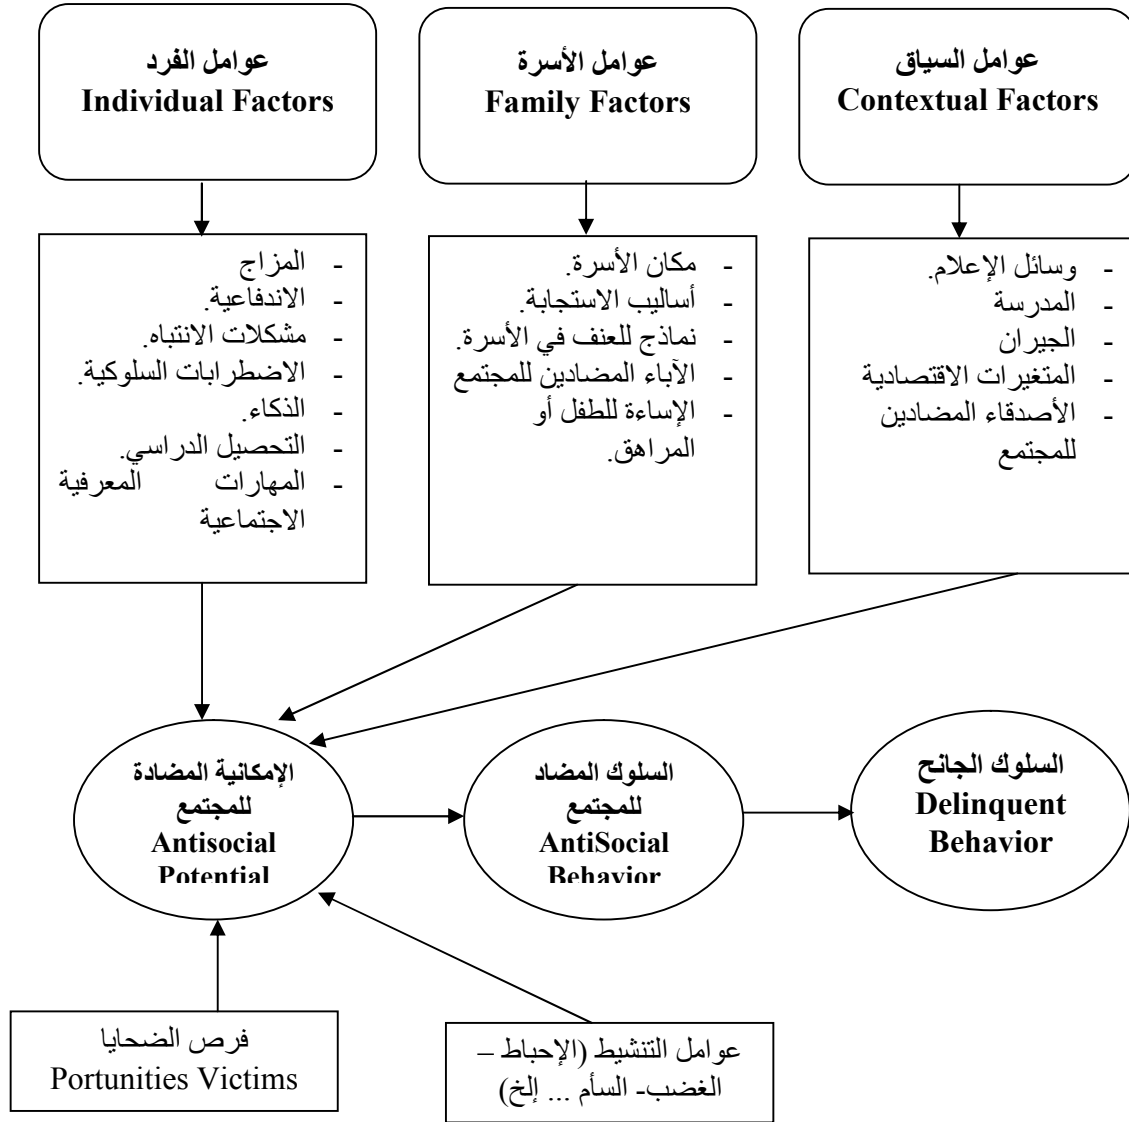 عوامل الفرد
Individual Factors
عوامل الأسرة
Family Factors
عوامل السياق
Contextual Factors
- المزاج
- الاندفاعية.
- مشكلات الانتباه.
- الاضطرابات السلوكية.
- الذكاء.
- التحصيل الدراسي.
- المهارات المعرفية
الاجتماعية
- مكان الأسرة.
- أساليب الاستجابة.
- نماذج للعنف في الأسرة.
- الآباء المضادين للمجتمع
- الإساءة للطفل أو
المراهق.
- وسائل الإعلام.
- المدرسة
- الجيران
- المتغيرات الاقتصادية
- الأصدقاء المضادين
للمجتمع
الإمكانية المضادة
للمجتمع
Antisocial
Potential
السلوك المضاد
للمجتمع
AntiSocial
Behavior
السلوك الجانح
Delinquent
Behavior
فرص الضحايا
Portunities Victims
عوامل التنشيط (الإحباط –
الغضب- السأم ... إلخ)